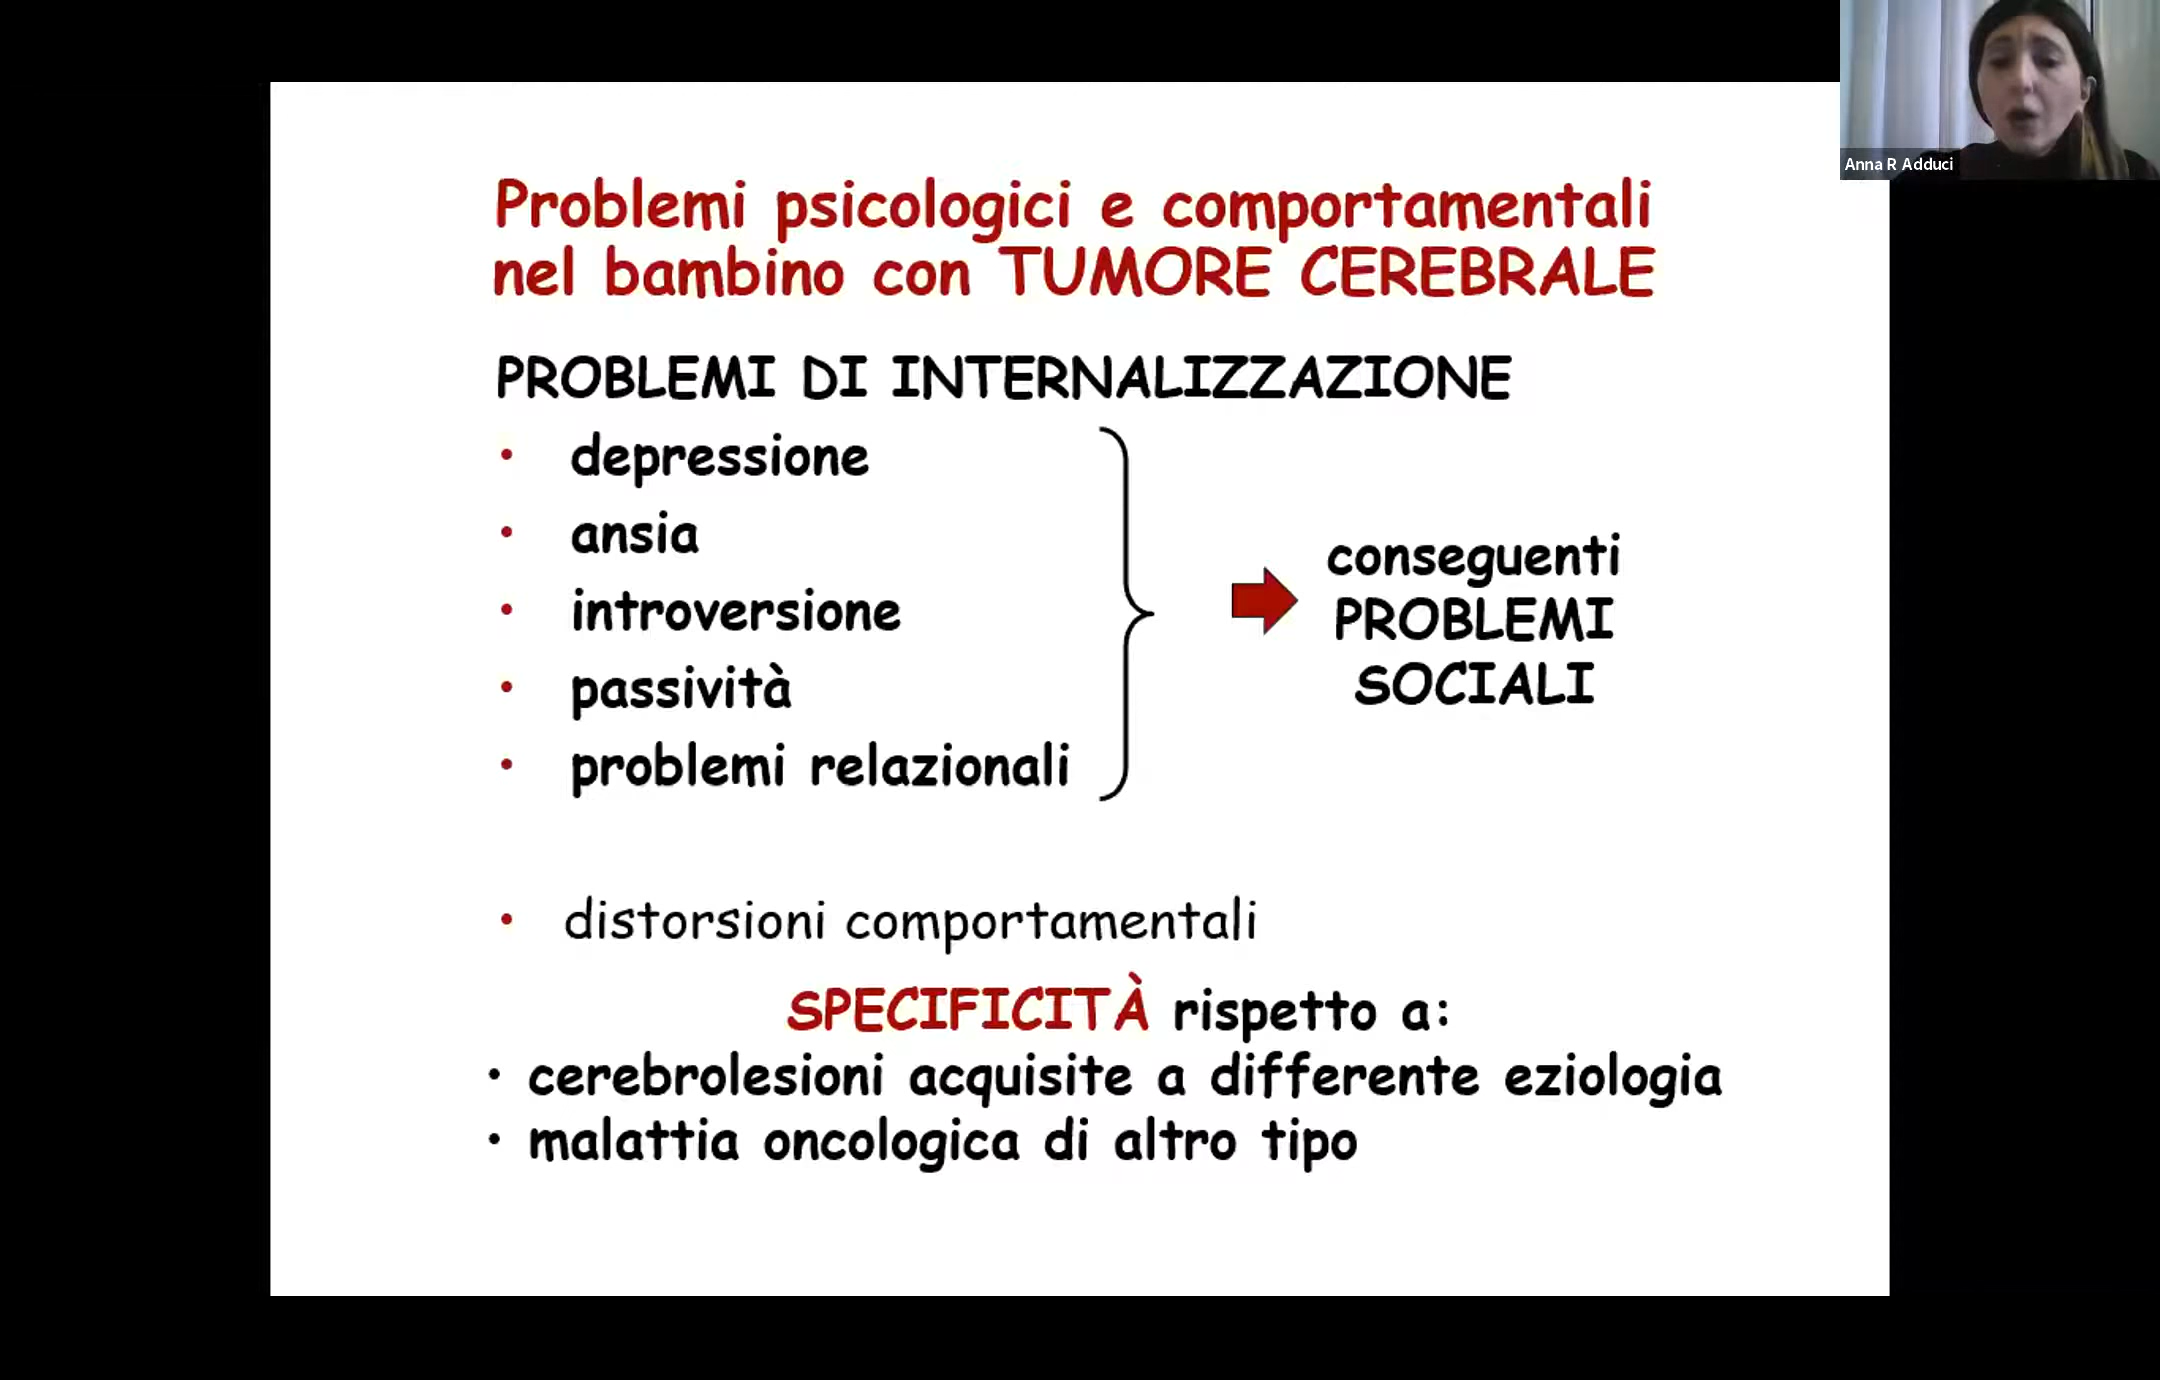 Anna R Adduci
Problemi psicologici e comportamentali
nel bambino con TUMORE CEREBRALE
PROBLEMI DI INTERNALIZZAZIONE
• depressione
• ansia
• introversione
• passività
• problemi relazionali
conseguenti
PROBLEMI
SOCIALI
• distorsioni comportamentali
SPECIFICITÀ rispetto a:
• cerebrolesioni acquisite a differente eziologia
• malattia oncologica di altro tipo